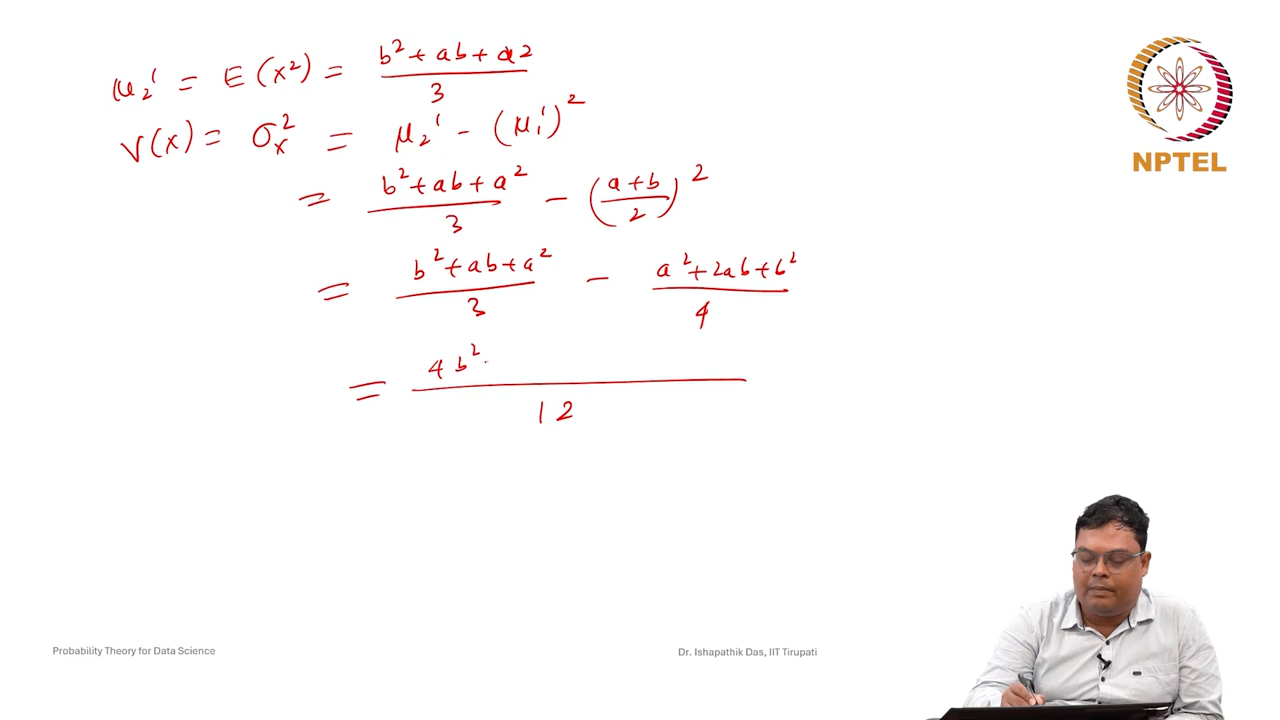 μ₂' = E(x²) = (b² + ab + a²)/3
V(x) = σₓ² = μ₂' - (μ₁')²
= (b² + ab + a²)/3 - ((a+b)/2)²
= (b² + ab + a²)/3 - (a² + 2ab + b²)/4
= 4b² /12
NPTEL
Probability Theory for Data Science
Dr. Ishapathik Das, IIT Tirupati